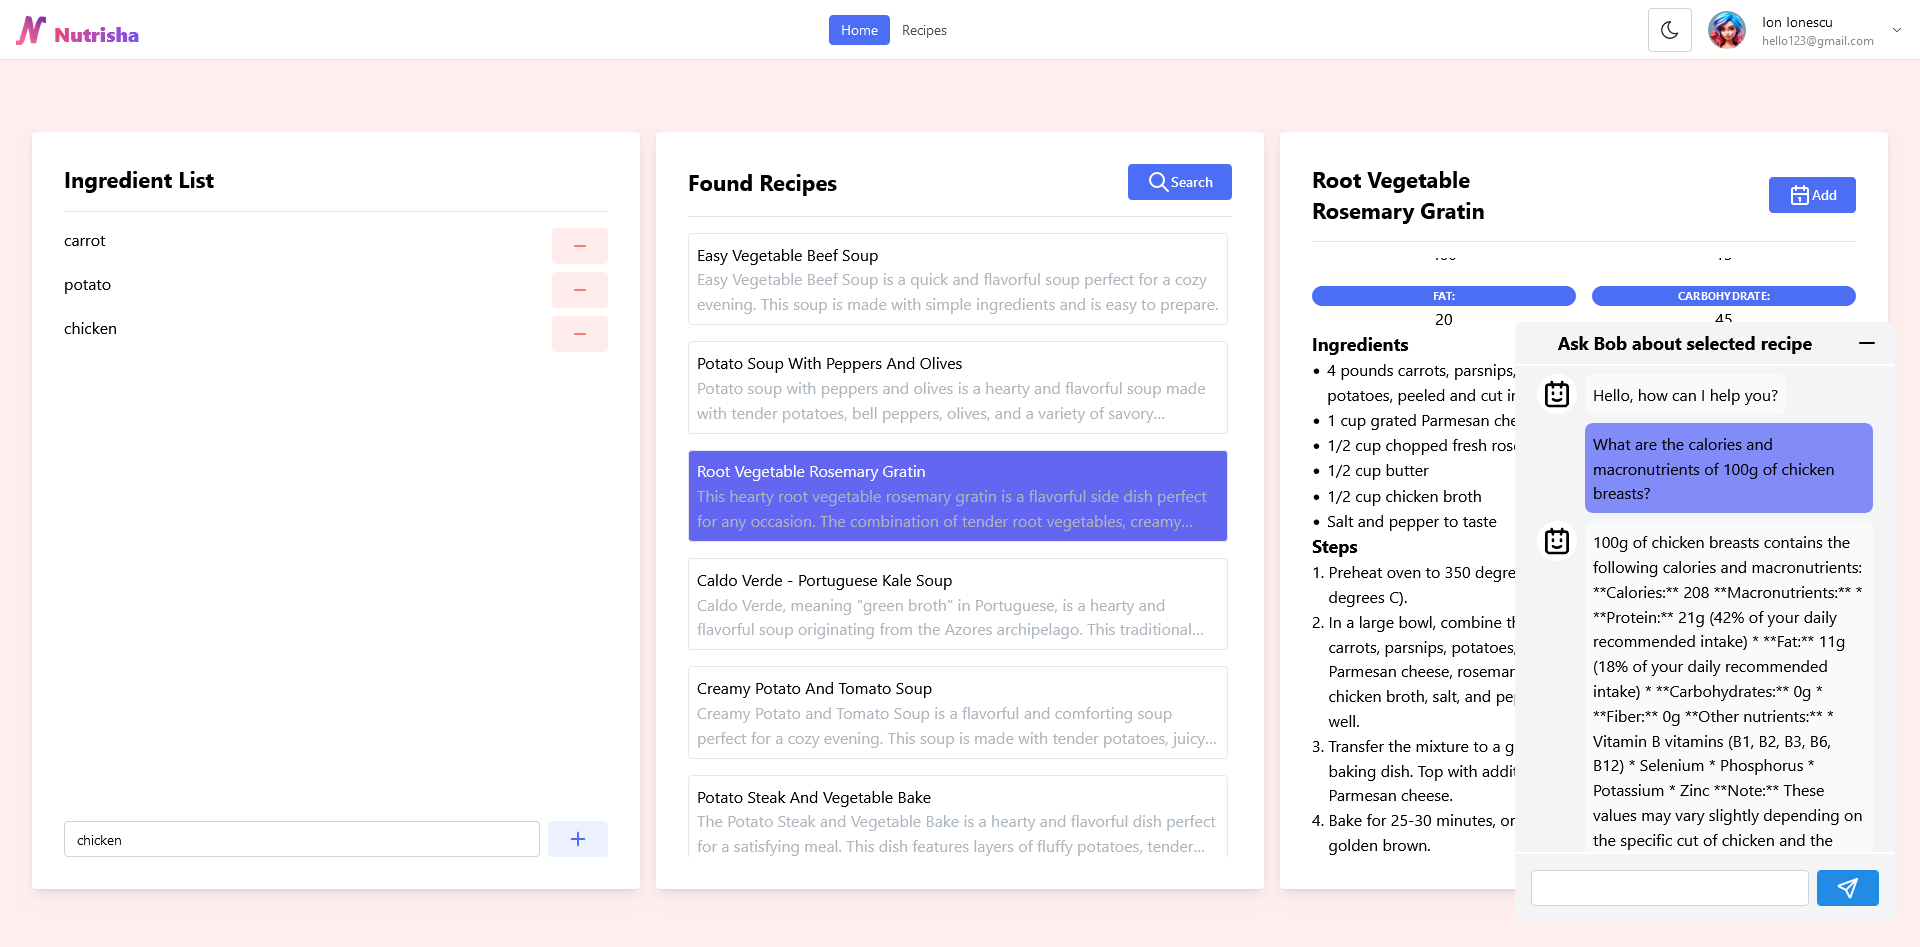 Nutrisha
Home
Recipes
Ion Ionescu
hello123@gmail.com
Ingredient List
carrot
potato
chicken
chicken
Found Recipes
Search
Easy Vegetable Beef Soup
Easy Vegetable Beef Soup is a quick and flavorful soup perfect for a cozy
evening. This soup is made with simple ingredients and is easy to prepare.
Potato Soup With Peppers And Olives
Potato soup with peppers and olives is a hearty and flavorful soup made
with tender potatoes, bell peppers, olives, and a variety of savory...
Root Vegetable Rosemary Gratin
This hearty root vegetable rosemary gratin is a flavorful side dish perfect
for any occasion. The combination of tender root vegetables, creamy...
Caldo Verde - Portuguese Kale Soup
Caldo Verde, meaning "green broth" in Portuguese, is a hearty and
flavorful soup originating from the Azores archipelago. This traditional...
Creamy Potato And Tomato Soup
Creamy Potato and Tomato Soup is a flavorful and comforting soup
perfect for a cozy evening. This soup is made with tender potatoes, juicy...
Potato Steak And Vegetable Bake
The Potato Steak and Vegetable Bake is a hearty and flavorful dish perfect
for a satisfying meal. This dish features layers of fluffy potatoes, tender...
Root Vegetable
Rosemary Gratin
Add
FAT:
CARBOHYDRATE:
20
45
Ingredients
• 4 pounds carrots, parsnips,
potatoes, peeled and cut
• 1 cup grated Parmesan
• 1/2 cup chopped fresh
• 1/2 cup butter
• 1/2 cup chicken broth
• Salt and pepper to taste
Steps
1. Preheat oven to 350
degrees C).
2. In a large bowl, combine
carrots, parsnips, potatoes,
Parmesan cheese,
chicken broth, salt, and
well.
3. Transfer the mixture to a
baking dish. Top with
Parmesan cheese.
4. Bake for 25-30 minutes,
golden brown.
Ask Bob about selected recipe
Hello, how can I help you?
What are the calories and
macronutrients of 100g of chicken
breasts?
100g of chicken breasts contains the
following calories and macronutrients:
**Calories:** 208 **Macronutrients:** *
**Protein:** 21g (42% of your daily
recommended intake) * **Fat:** 11g
(18% of your daily recommended
intake) * **Carbohydrates:** 0g *
**Fiber:** 0g **Other nutrients:** *
Vitamin B vitamins (B1, B2, B3, B6,
B12) * Selenium * Phosphorus *
Potassium * Zinc **Note:** These
values may vary slightly depending on
the specific cut of chicken and the